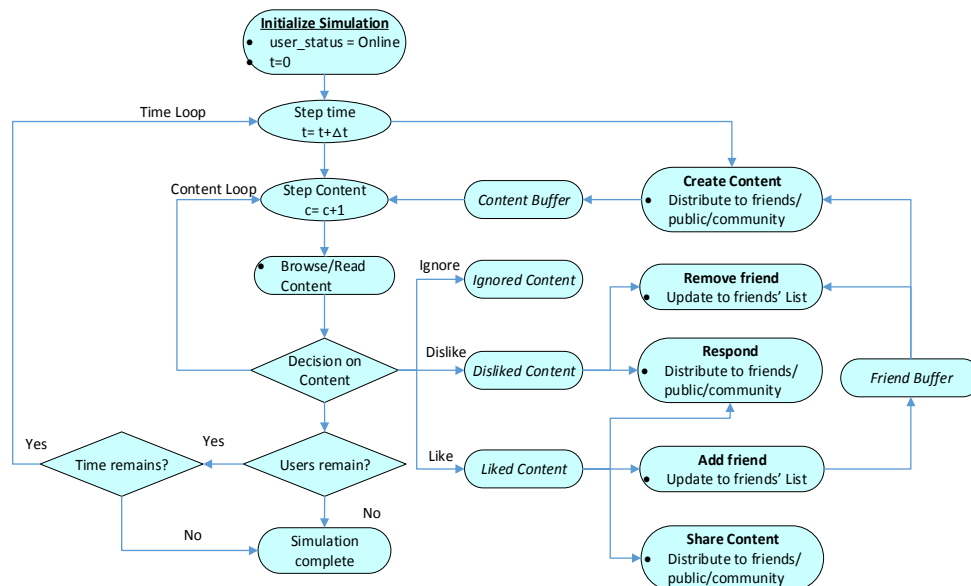 Initialize Simulation
• user_status = Online
• t=0
Time Loop
Step time
t= t+Δt
Content Loop
Step Content
c= c+1
Content Buffer
Create Content
• Distribute to friends/
public/community
• Browse/Read
Content
Ignore
Ignored Content
Remove friend
• Update to friends' List
Decision on
Content
Dislike
Disliked Content
Respond
• Distribute to friends/
public/community
Friend Buffer
Yes
Time remains?
Yes
Users remain?
Like
Liked Content
Add friend
• Update to friends' List
No
No
Simulation
complete
Share Content
• Distribute to friends/
public/community